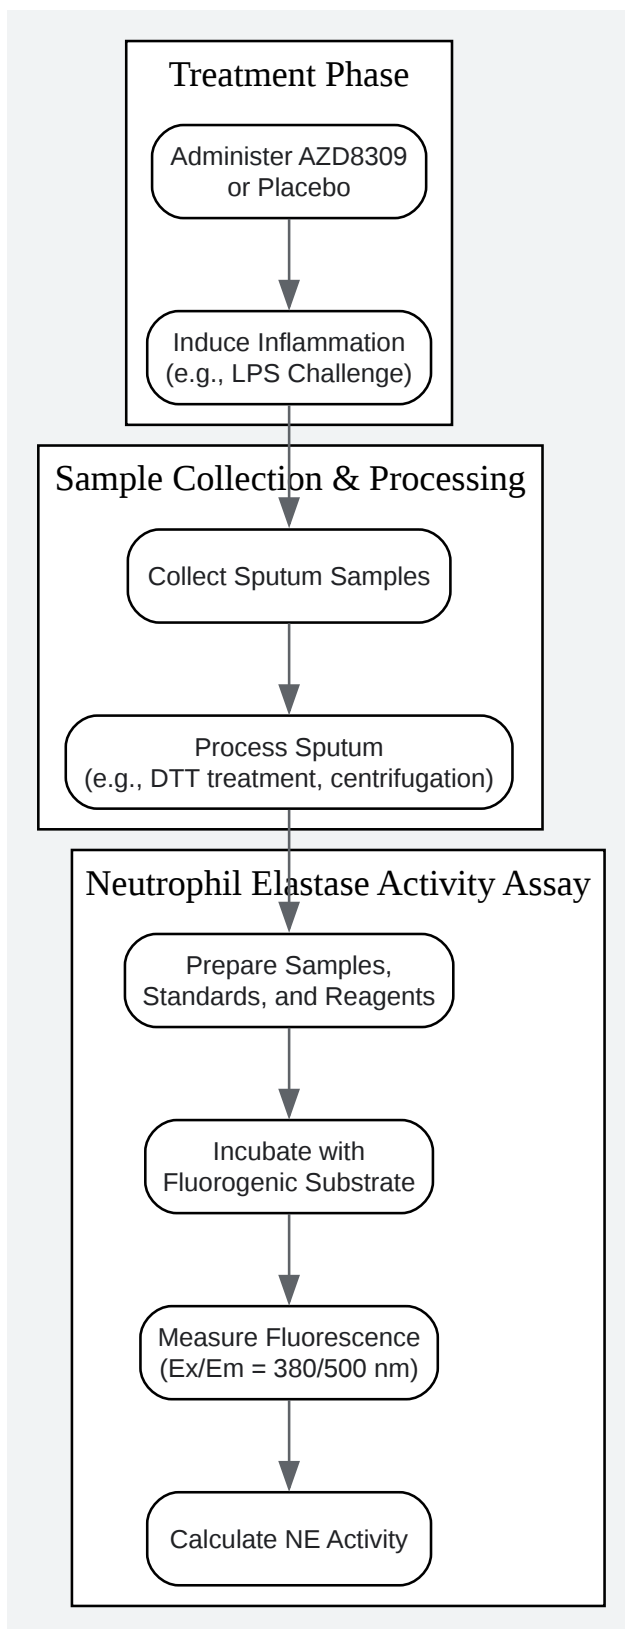 Treatment Phase
Administer AZD8309
or Placebo
Induce Inflammation
(e.g., LPS Challenge)
Sample Collection & Processing
Collect Sputum Samples
Process Sputum
(e.g., DTT treatment, centrifugation)
Neutrophil Elastase Activity Assay
Prepare Samples,
Standards, and Reagents
Incubate with
Fluorogenic Substrate
Measure Fluorescence
(Ex/Em = 380/500 nm)
Calculate NE Activity